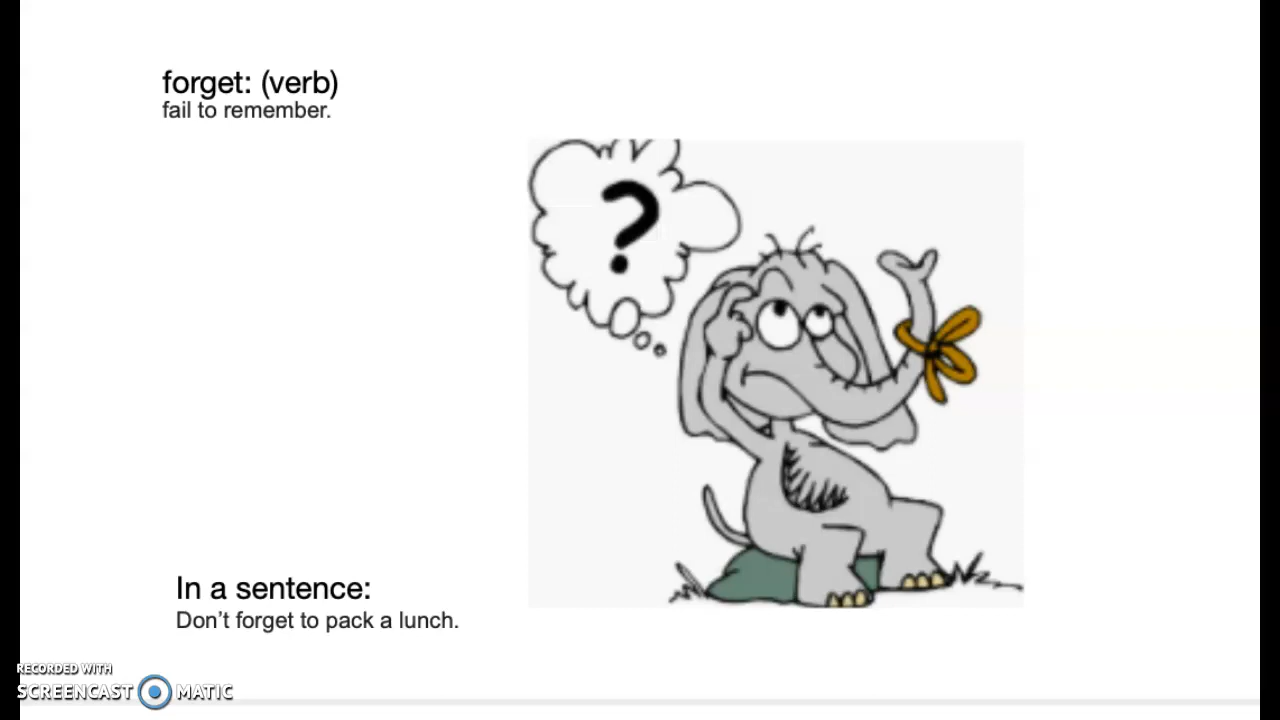 forget: (verb)
fail to remember.
?
In a sentence:
Don’t forget to pack a lunch.
RECORDED WITH
SCREENCAST MATIC